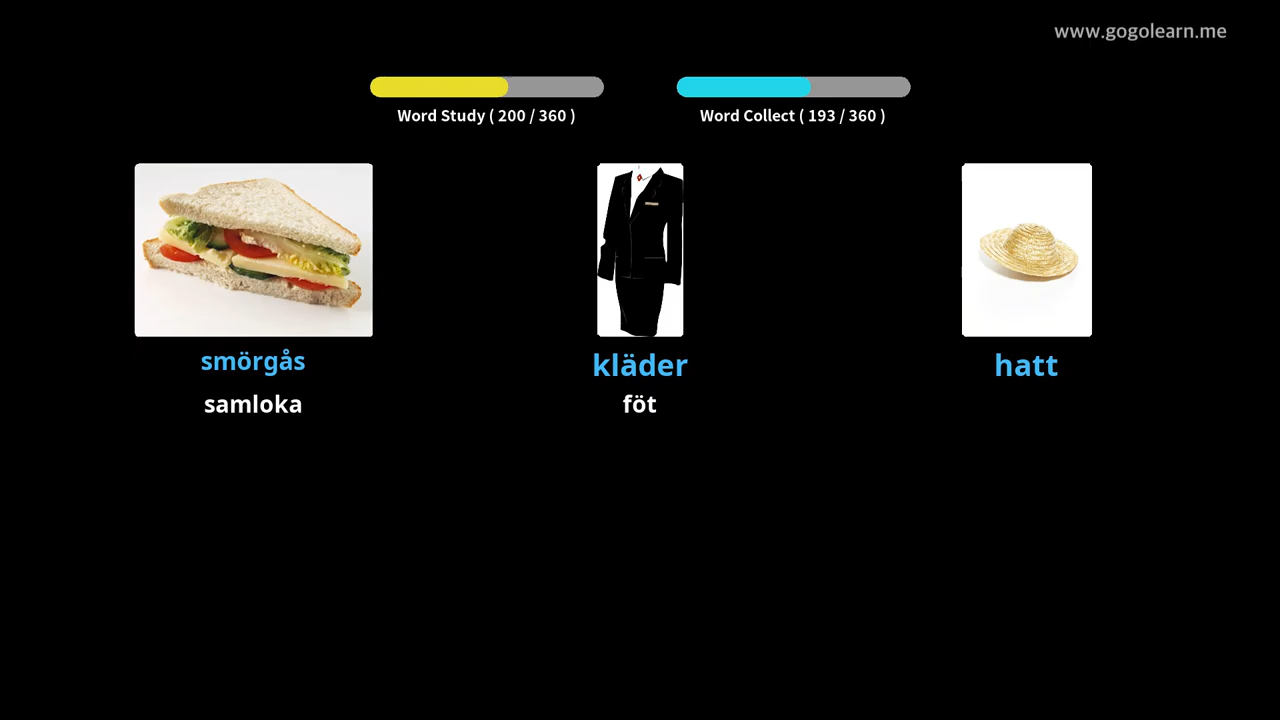 www.gogolearn.me
Word Study ( 200 / 360 )
Word Collect ( 193 / 360 )
smörgås
kläder
hatt
samloka
föt